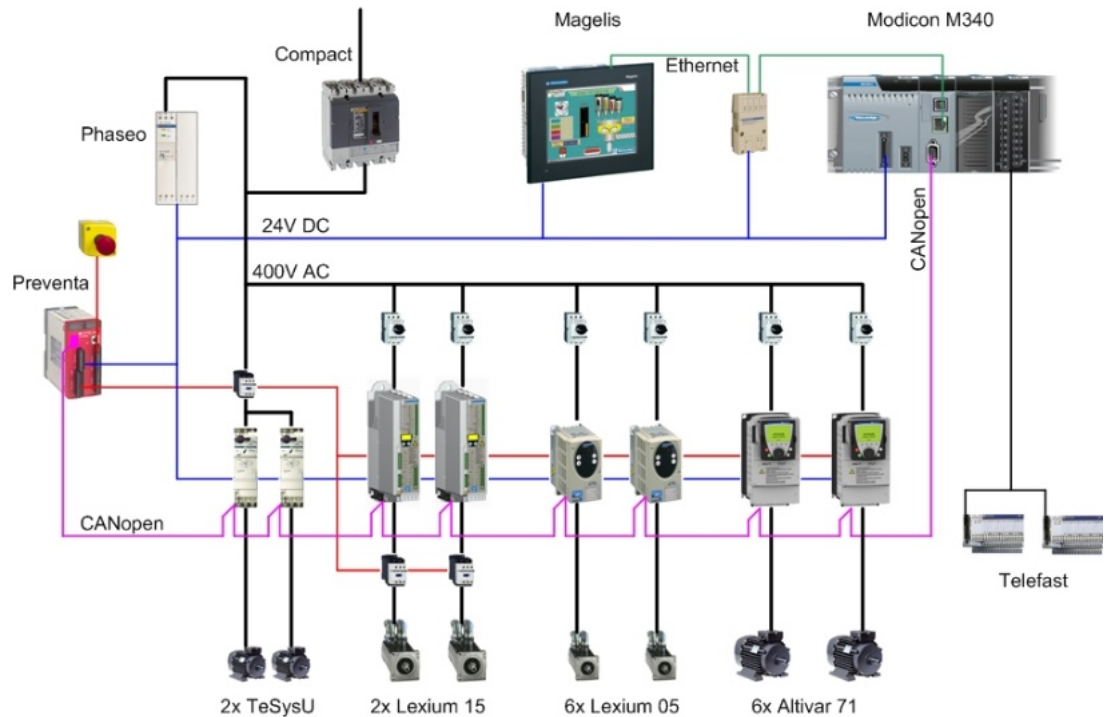 Magelis
Modicon M340
Compact
Ethernet
Phaseo
24V DC
CANopen
Preventa
400V AC
CANopen
Telefast
2x TeSysU
2x Lexium 15
6x Lexium 05
6x Altivar 71